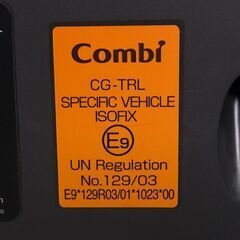 Combi
CG-TRL
SPECIFIC VEHICLE
ISOFIX
E9
UN Regulation
No.129/03
E9*129R03/01*1023*00